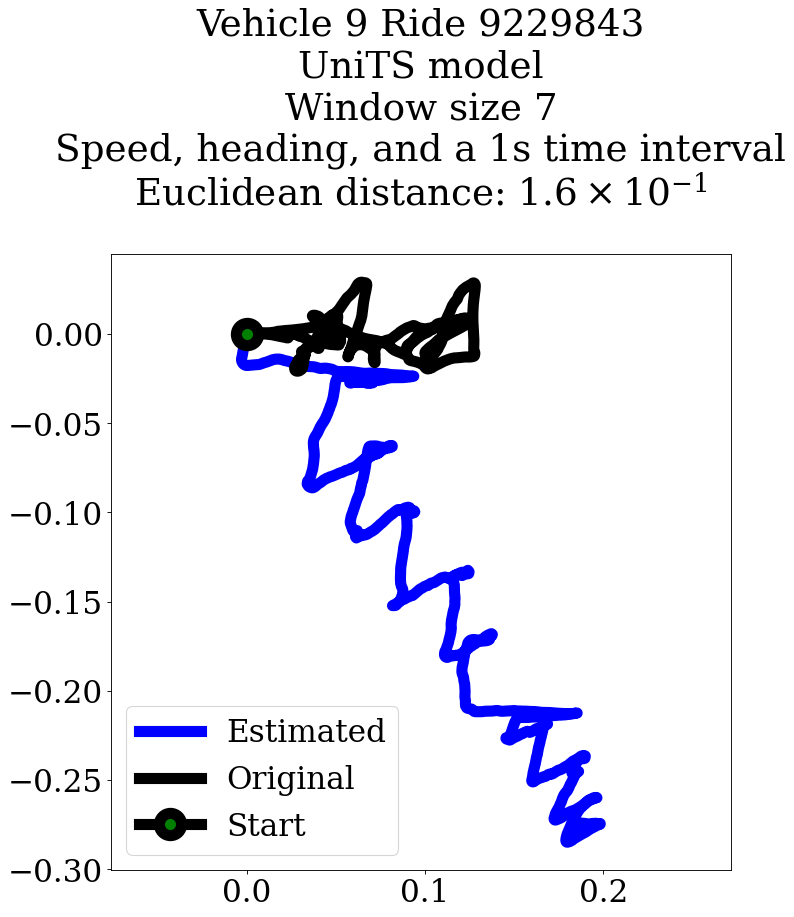 Vehicle 9 Ride 9229843
UniTS model
Window size 7
Speed, heading, and a 1s time interval
Euclidean distance: 1.6 × 10⁻¹
0.00
−0.05
−0.10
−0.15
−0.20
−0.25
−0.30
Estimated
Original
Start
0.0 0.1 0.2